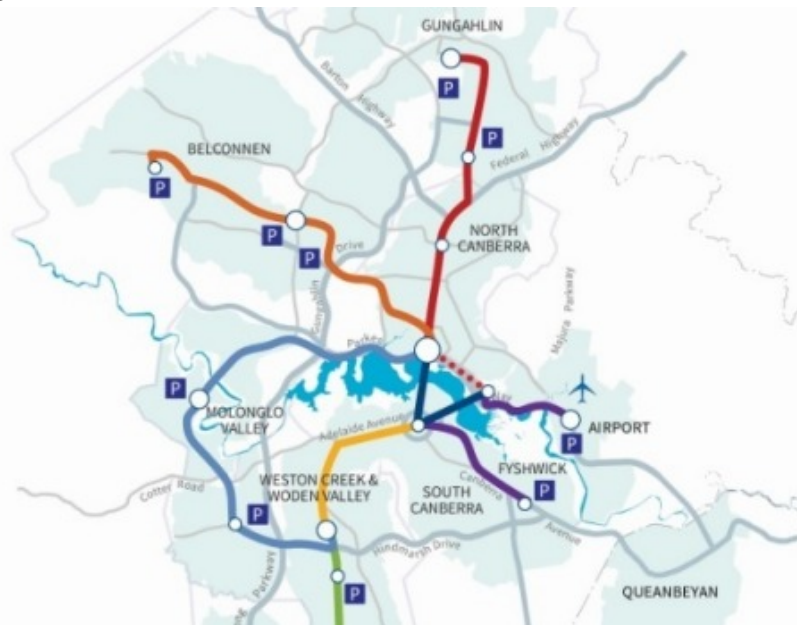 GUNGAHLIN
P
Barton Highway
P
Federal Highway
BELCONNEN
P
NORTH
CANBERRA
P
Drive
P
Gungahlin
Majura Parkway
Parkes
P
MOLONGLO
VALLEY
Adelaide Avenue
AIRPORT
P
WESTON CREEK &
WODEN VALLEY
FYSHWICK
Cotter Road
SOUTH
CANBERRA
Canberra
P
Avenue
P
Hindmarsh Drive
Parkway
P
QUEANBEYAN